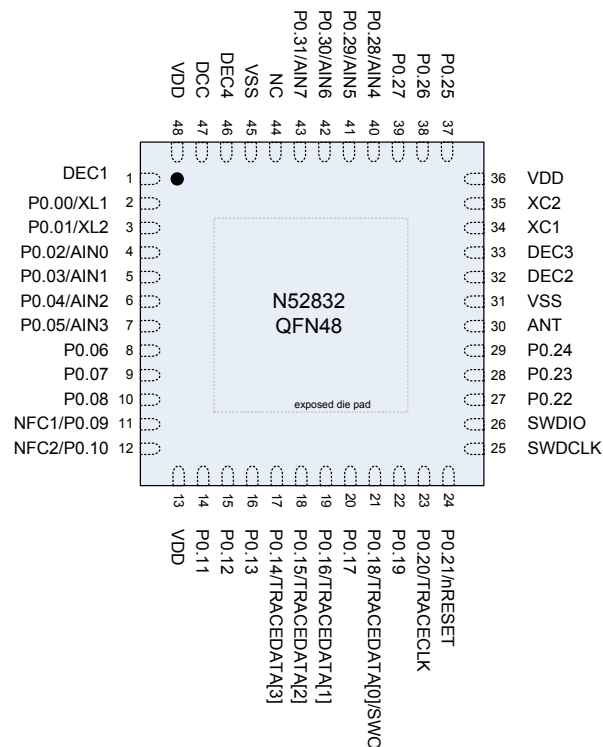 P0.31/AIN7
P0.30/AIN6
P0.29/AIN5
P0.28/AIN4
VDD
DCC
DEC4
VSS
NC
P0.27
P0.26
P0.25
48
47
46
45
44
43
42
41
40
39
38
37
DEC1 1
P0.00/XL1 2
P0.01/XL2 3
P0.02/AIN0 4
P0.03/AIN1 5
P0.04/AIN2 6
P0.05/AIN3 7
P0.06 8
P0.07 9
P0.08 10
NFC1/P0.09 11
NFC2/P0.10 12
N52832
QFN48
exposed die pad
36 VDD
35 XC2
34 XC1
33 DEC3
32 DEC2
31 VSS
30 ANT
29 P0.24
28 P0.23
27 P0.22
26 SWDIO
25 SWDCLK
13
14
15
16
17
18
19
20
21
22
23
24
VDD
P0.11
P0.12
P0.13
P0.14/TRACEDATA[3]
P0.15/TRACEDATA[2]
P0.16/TRACEDATA[1]
P0.17
P0.18/TRACEDATA[0]/SWO
P0.19
P0.20/TRACECLK
P0.21/nRESET